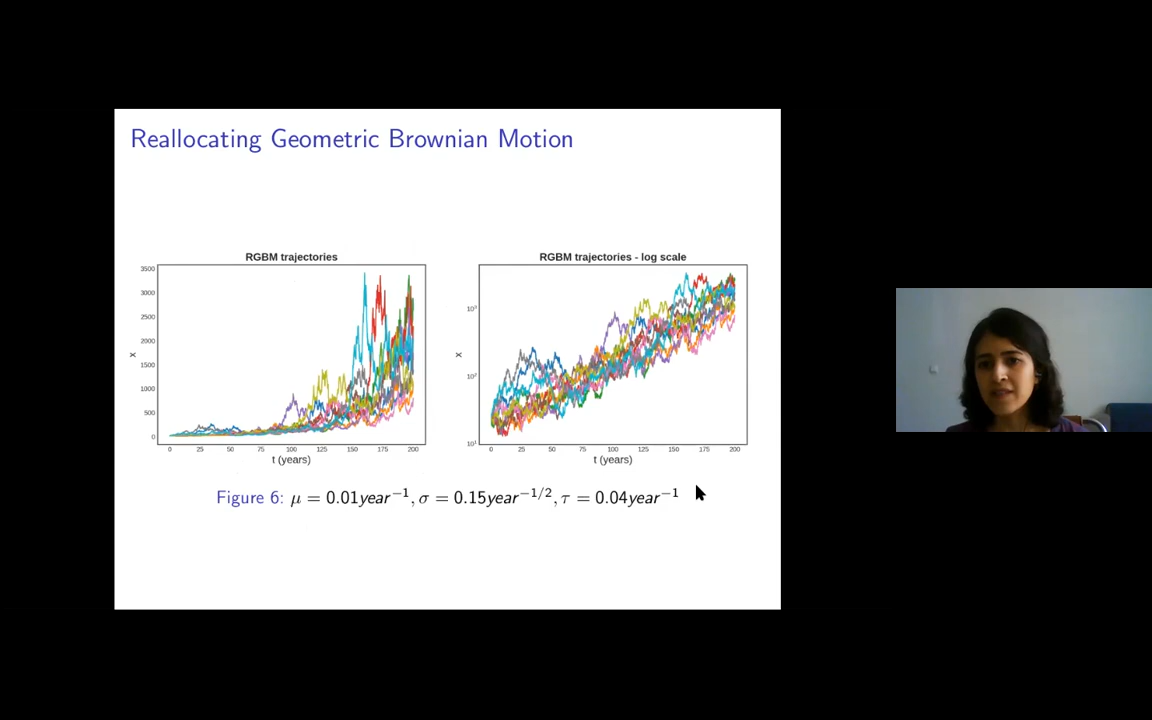 Reallocating Geometric Brownian Motion
RGBM trajectories
3500
3000
2500
2000
1500
1000
500
0
x
0 25 50 75 100 125 150 175 200
t (years)
RGBM trajectories - log scale
10³
10²
10¹
x
0 25 50 75 100 125 150 175 200
t (years)
Figure 6: μ = 0.01year⁻¹, σ = 0.15year⁻¹/², τ = 0.04year⁻¹